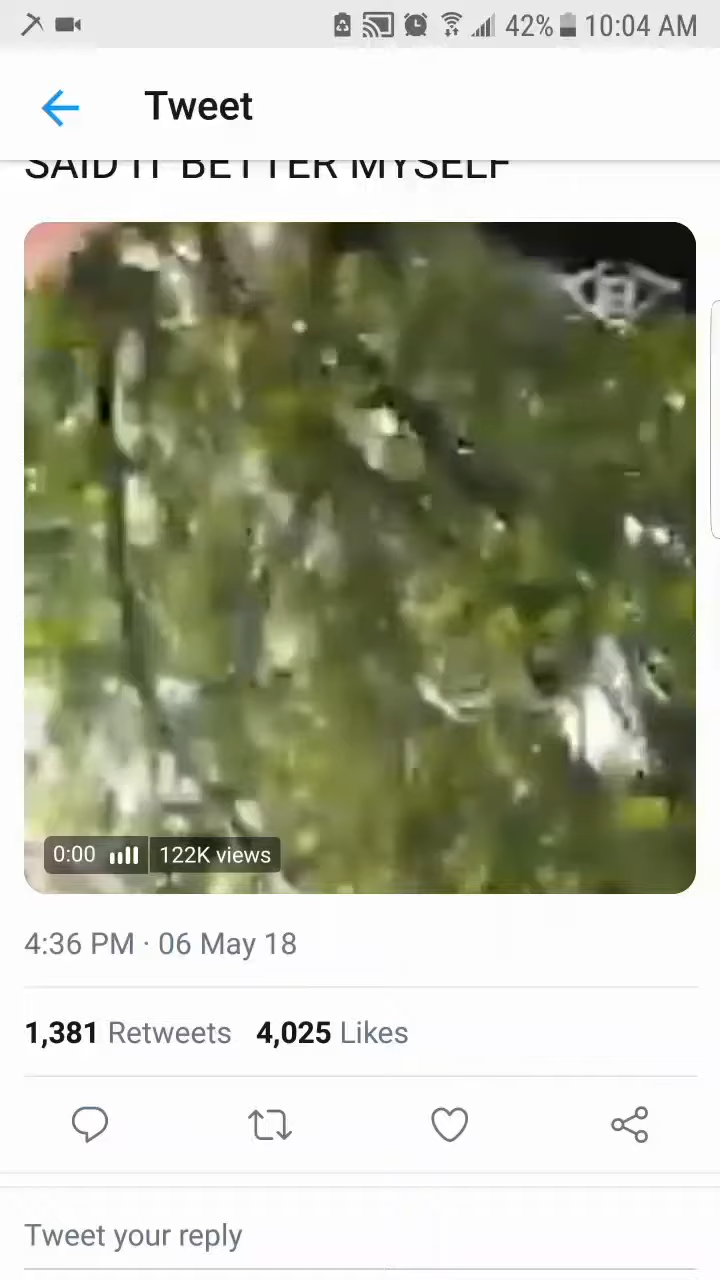 42% 10:04 AM
Tweet
SAID IT BETTER MYSELF
0:00 122K views
4:36 PM · 06 May 18
1,381 Retweets 4,025 Likes
Tweet your reply